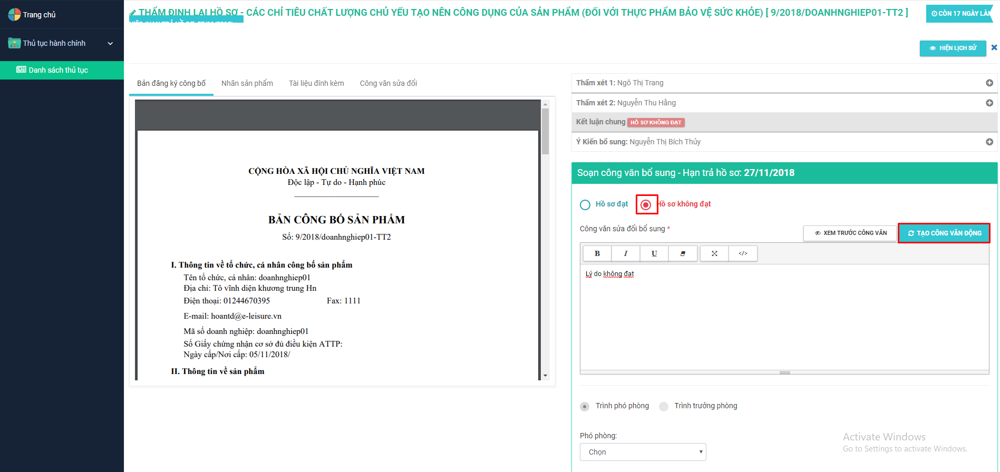 Trang chủ
Thủ tục hành chính
Danh sách thủ tục
THẨM ĐỊNH LẠI HỒ SƠ - CÁC CHỈ TIÊU CHẤT LƯỢNG CHỦ YẾU TẠO NÊN CÔNG DỤNG CỦA SẢN PHẨM (ĐỐI VỚI THỰC PHẨM BẢO VỆ SỨC KHỎE) [ 9/2018/DOANHNGHIEP01-TT2 ]
CÒN 17 NGÀY LÀM
VIỆC (HẠN TRẢ HỒ SƠ: 27/11/2018)
HIỆN LỊCH SỬ
Bản đăng ký công bố
Nhãn sản phẩm
Tài liệu đính kèm
Công văn sửa đổi
CỘNG HÒA XÃ HỘI CHỦ NGHĨA VIỆT NAM
Độc lập - Tự do - Hạnh phúc
BẢN CÔNG BỐ SẢN PHẨM
Số: 9/2018/doanhnghiep01-TT2
I. Thông tin về tổ chức, cá nhân công bố sản phẩm
Tên tổ chức, cá nhân: doanhnghiep01
Địa chỉ: Tô vĩnh diện khương trung Hn
Điện thoại: 01244670395 Fax: 1111
E-mail: hoantd@e-leisure.vn
Mã số doanh nghiệp: doanhnghiep01
Số Giấy chứng nhận cơ sở đủ điều kiện ATTP:
Ngày cấp/Nơi cấp: 05/11/2018/
II. Thông tin về sản phẩm
Thẩm xét 1: Ngô Thị Trang
Thẩm xét 2: Nguyễn Thu Hằng
Kết luận chung HỒ SƠ KHÔNG ĐẠT
Ý Kiến bổ sung: Nguyễn Thị Bích Thủy
Soạn công văn bổ sung - Hạn trả hồ sơ: 27/11/2018
Hồ sơ đạt
Hồ sơ không đạt
Công văn sửa đổi bổ sung *
XEM TRƯỚC CÔNG VĂN
TẠO CÔNG VĂN ĐỘNG
B I U </>
Lý do không đạt
Trình phó phòng
Trình trưởng phòng
Phó phòng:
Chọn
Activate Windows
Go to Settings to activate Windows.